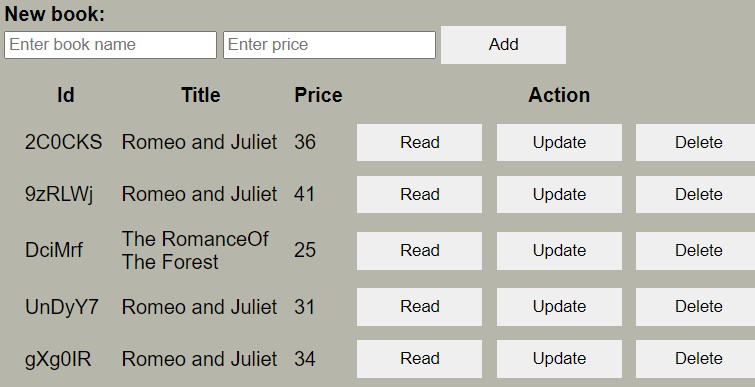 New book:
Enter book name Enter price Add
Id Title Price Action
2C0CKS Romeo and Juliet 36 Read Update Delete
9zRLWj Romeo and Juliet 41 Read Update Delete
DciMrf The RomanceOf The Forest 25 Read Update Delete
UnDyY7 Romeo and Juliet 31 Read Update Delete
gXg0IR Romeo and Juliet 34 Read Update Delete